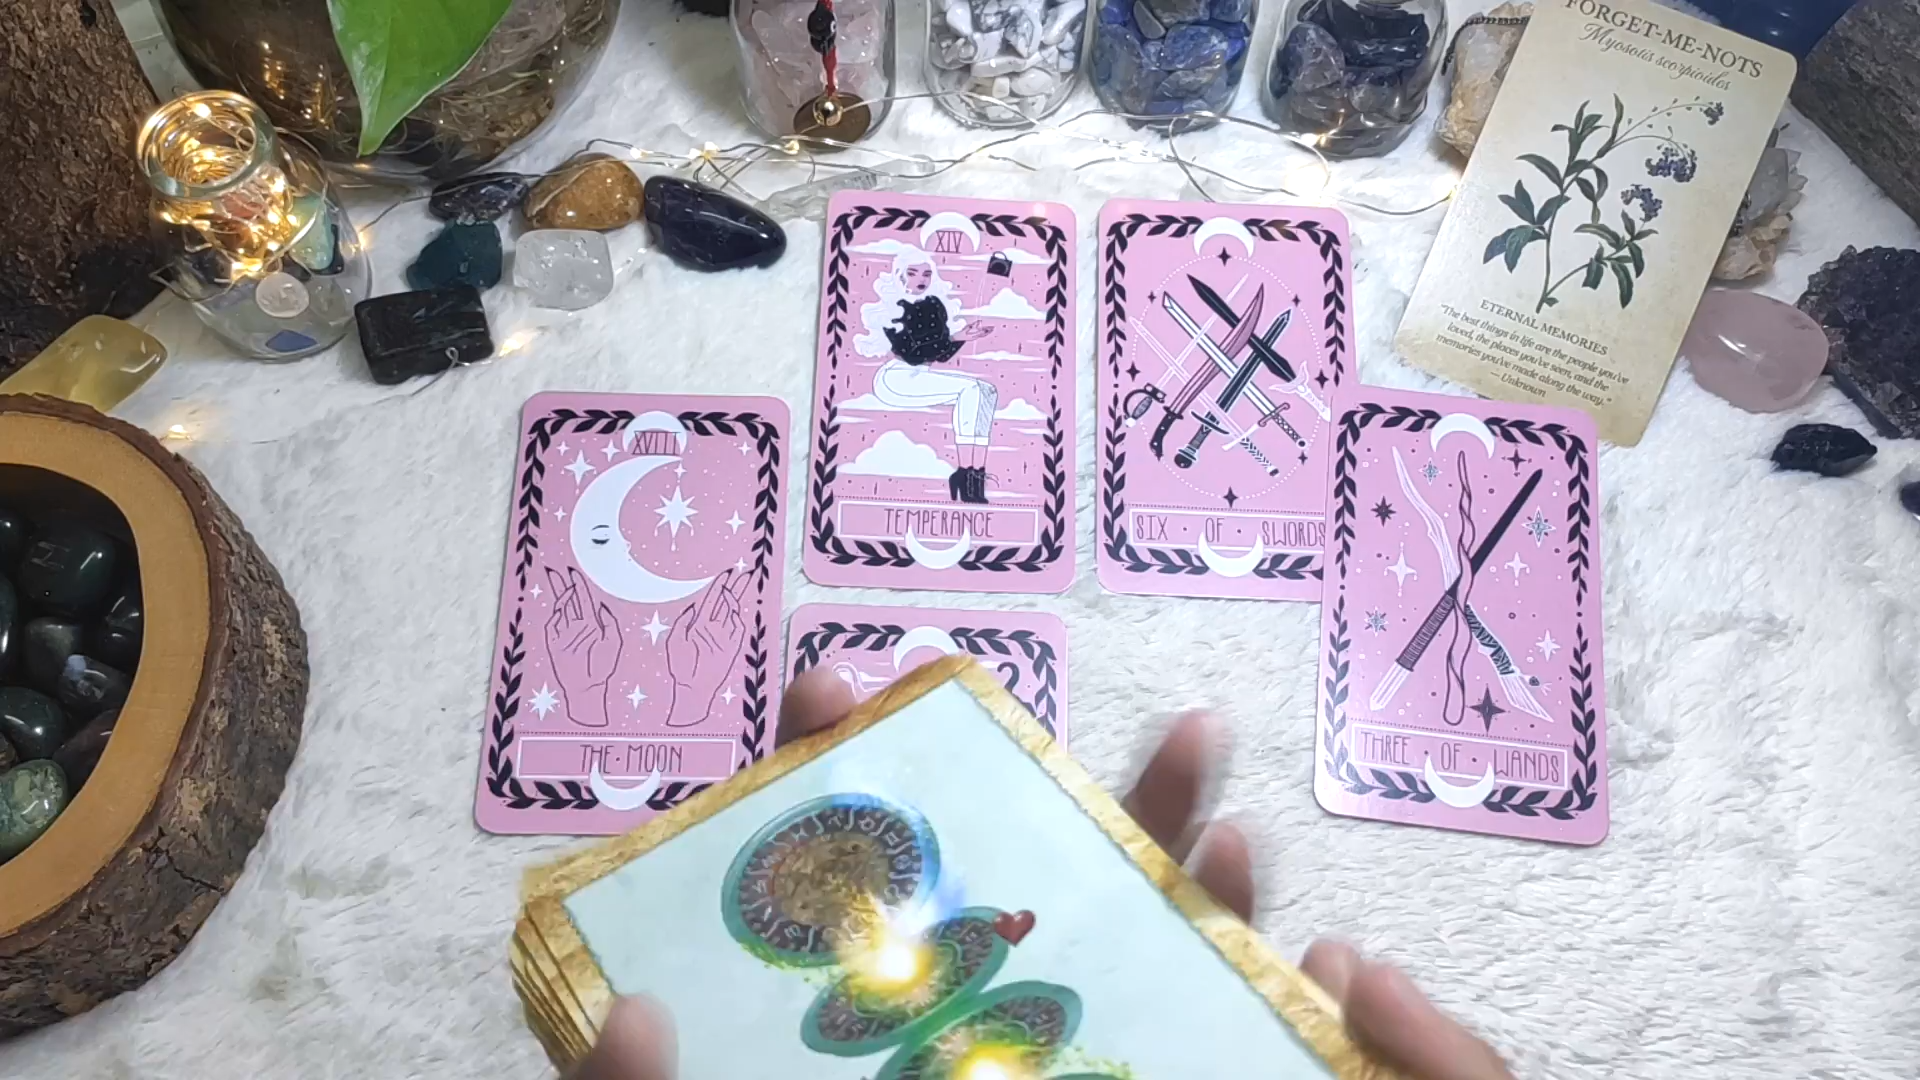 FORGET-ME-NOTS
Myosotis scorpioides
ETERNAL MEMORIES
"The best things in life are the people you've
loved, the places you've seen, and the
memories you've made along the way."
— Unknown
XIV
TEMPERANCE
SIX · OF · SWORDS
XVIII
THE · MOON
THREE · OF · WANDS
2